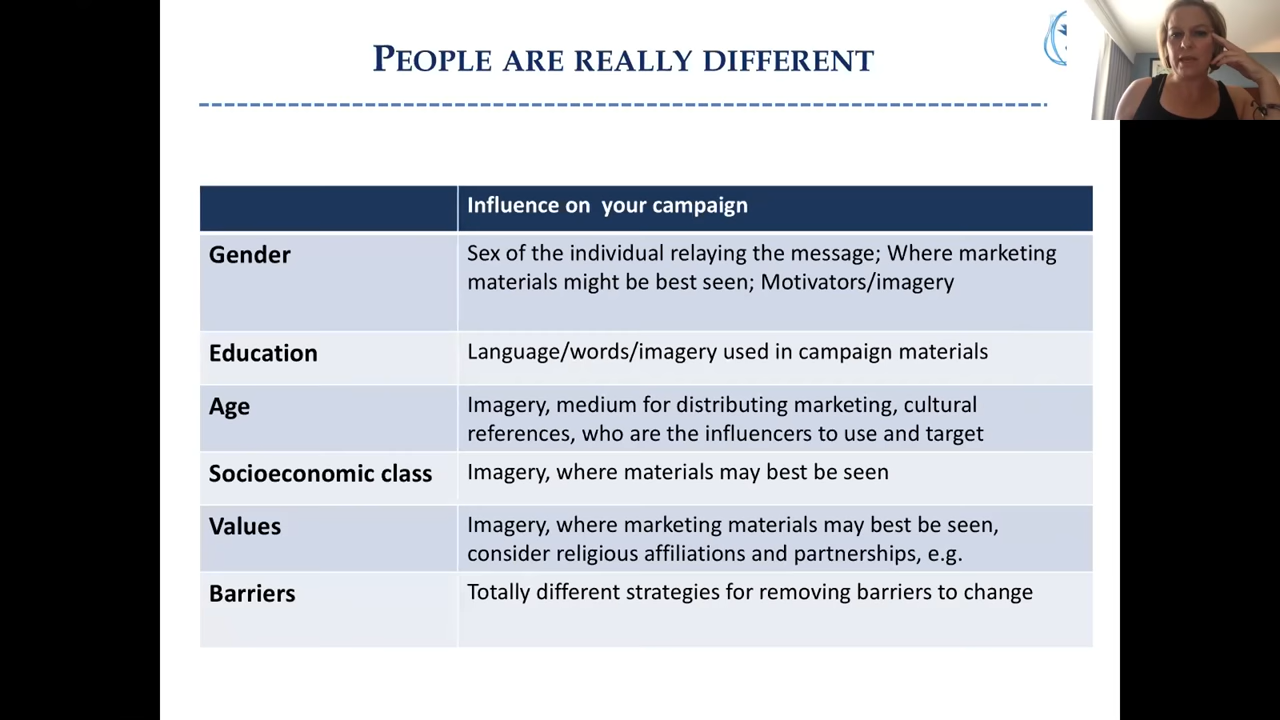 PEOPLE ARE REALLY DIFFERENT
Influence on  your campaign
Gender
Sex of the individual relaying the message; Where marketing
materials might be best seen; Motivators/imagery
Education
Language/words/imagery used in campaign materials
Age
Imagery, medium for distributing marketing, cultural
references, who are the influencers to use and target
Socioeconomic class
Imagery, where materials may best be seen
Values
Imagery, where marketing materials may best be seen,
consider religious affiliations and partnerships, e.g.
Barriers
Totally different strategies for removing barriers to change